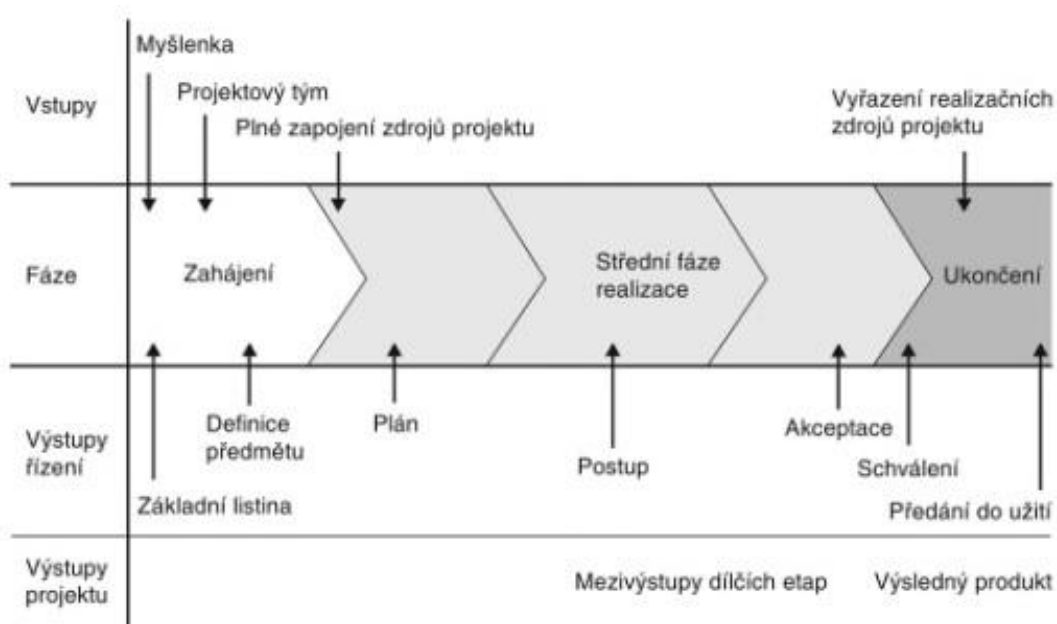 Myšlenka
Vstupy
Projektový tým
Plné zapojení zdrojů projektu
Vyřazení realizačních
zdrojů projektu
Fáze
Zahájení
Střední fáze
realizace
Ukončení
Výstupy
řízení
Definice
předmětu
Plán
Postup
Akceptace
Schválení
Základní listina
Předání do užití
Výstupy
projektu
Mezivýstupy dílčích etap
Výsledný produkt